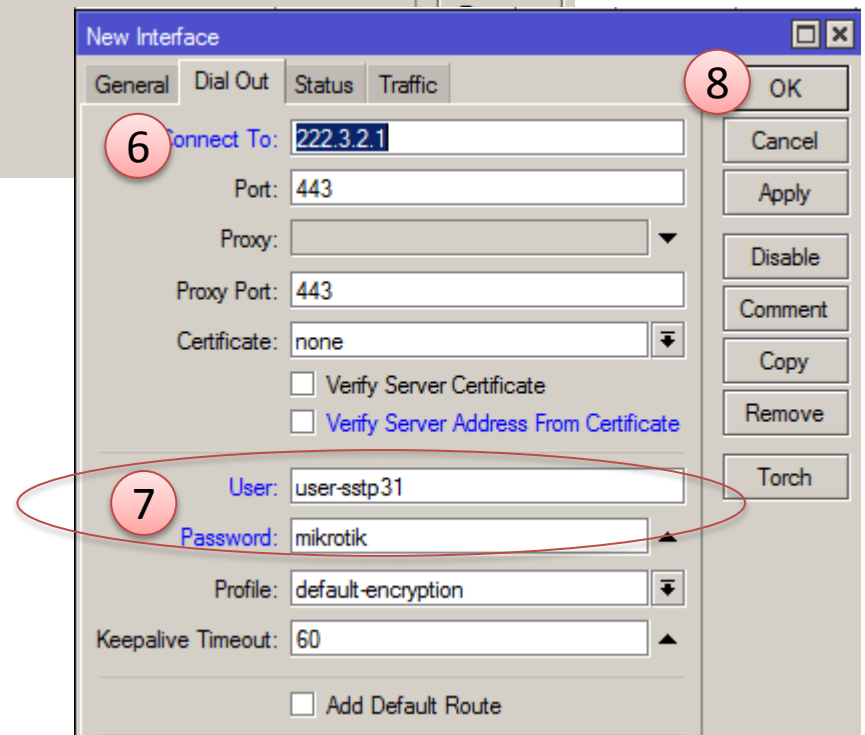 New Interface
General Dial Out Status Traffic
8 OK
6 Connect To: 222.3.2.1
Cancel
Port: 443
Apply
Proxy:
Disable
Proxy Port: 443
Comment
Certificate: none
Copy
Verify Server Certificate
Remove
Verify Server Address From Certificate
Torch
7 User: user-sstp31
Password: mikrotik
Profile: default-encryption
Keepalive Timeout: 60
Add Default Route